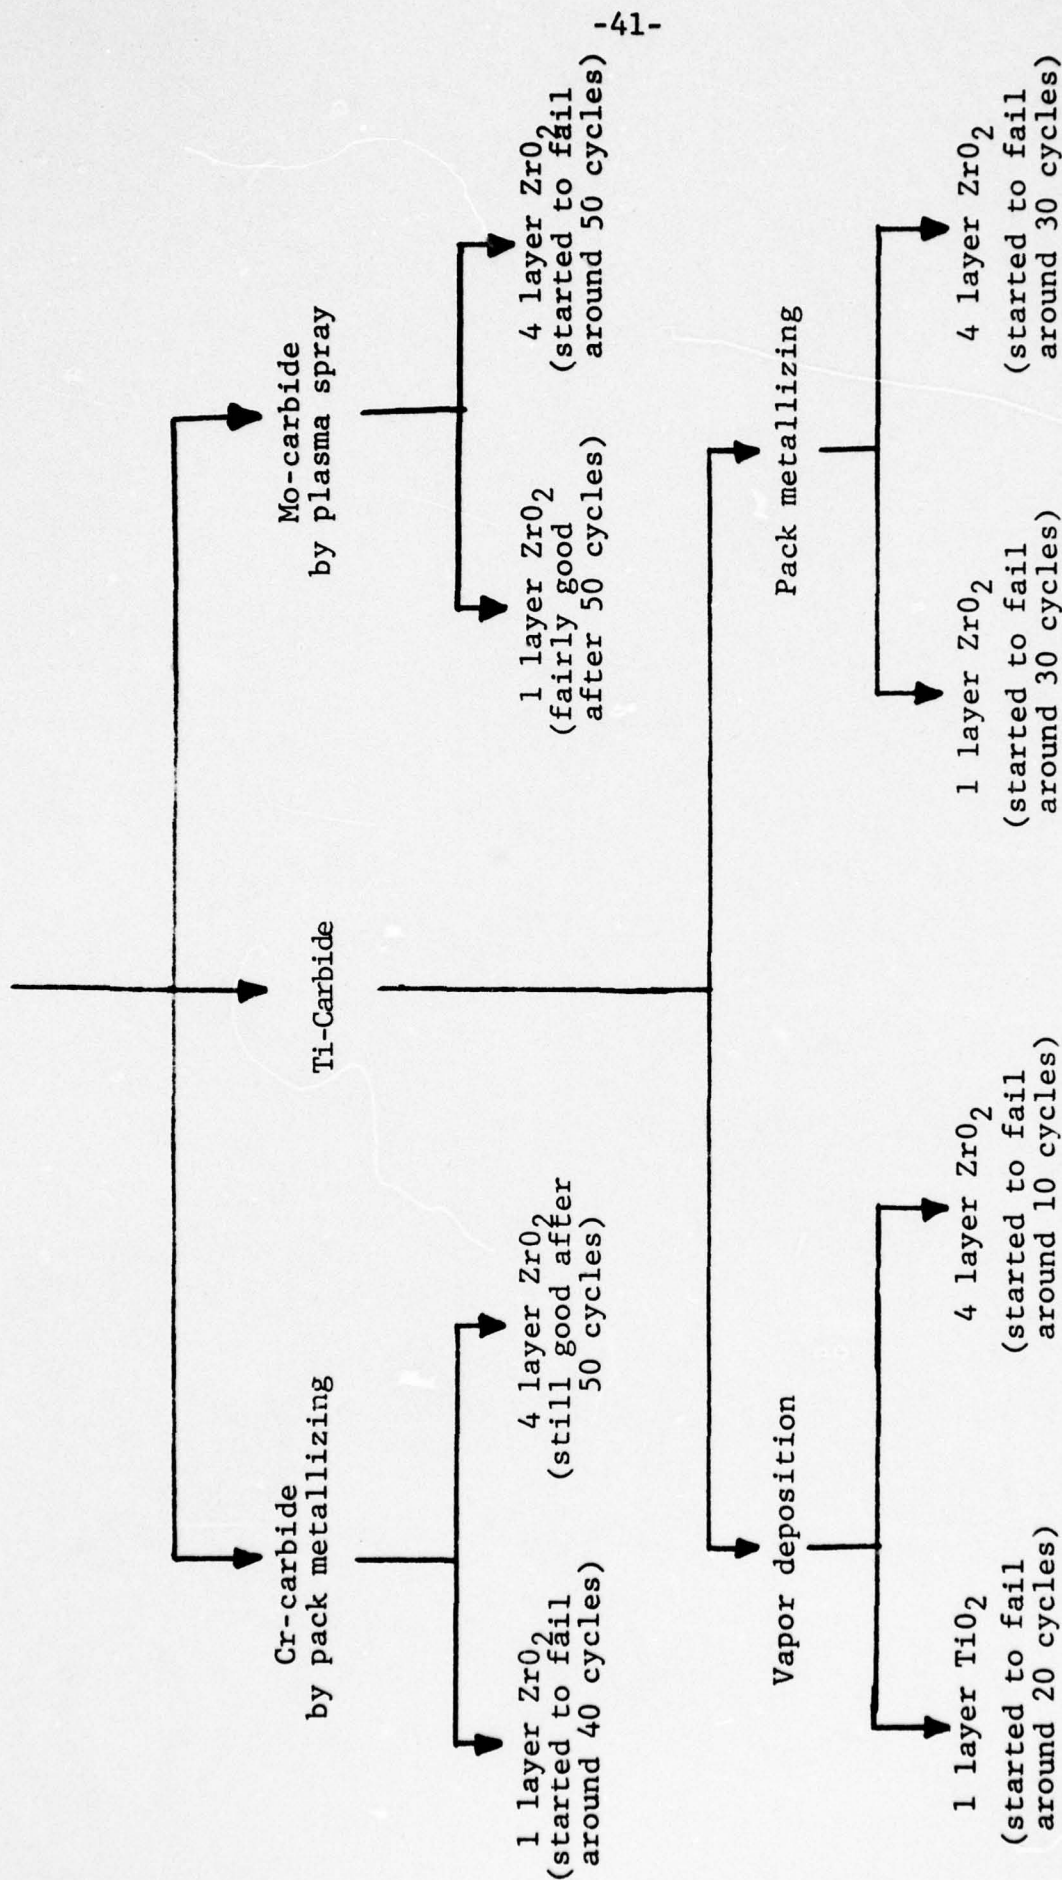 -41-
Cr-carbide
by pack metallizing
Ti-Carbide
Mo-carbide
by plasma spray
1 layer ZrO2
(started to fail
around 40 cycles)
4 layer ZrO2
(still good after
50 cycles)
1 layer ZrO2
(fairly good
after 50 cycles)
4 layer ZrO2
(started to fail
around 50 cycles)
Vapor deposition
Pack metallizing
1 layer TiO2
(started to fail
around 20 cycles)
4 layer ZrO2
(started to fail
around 10 cycles)
1 layer ZrO2
(started to fail
around 30 cycles)
4 layer ZrO2
(started to fail
around 30 cycles)